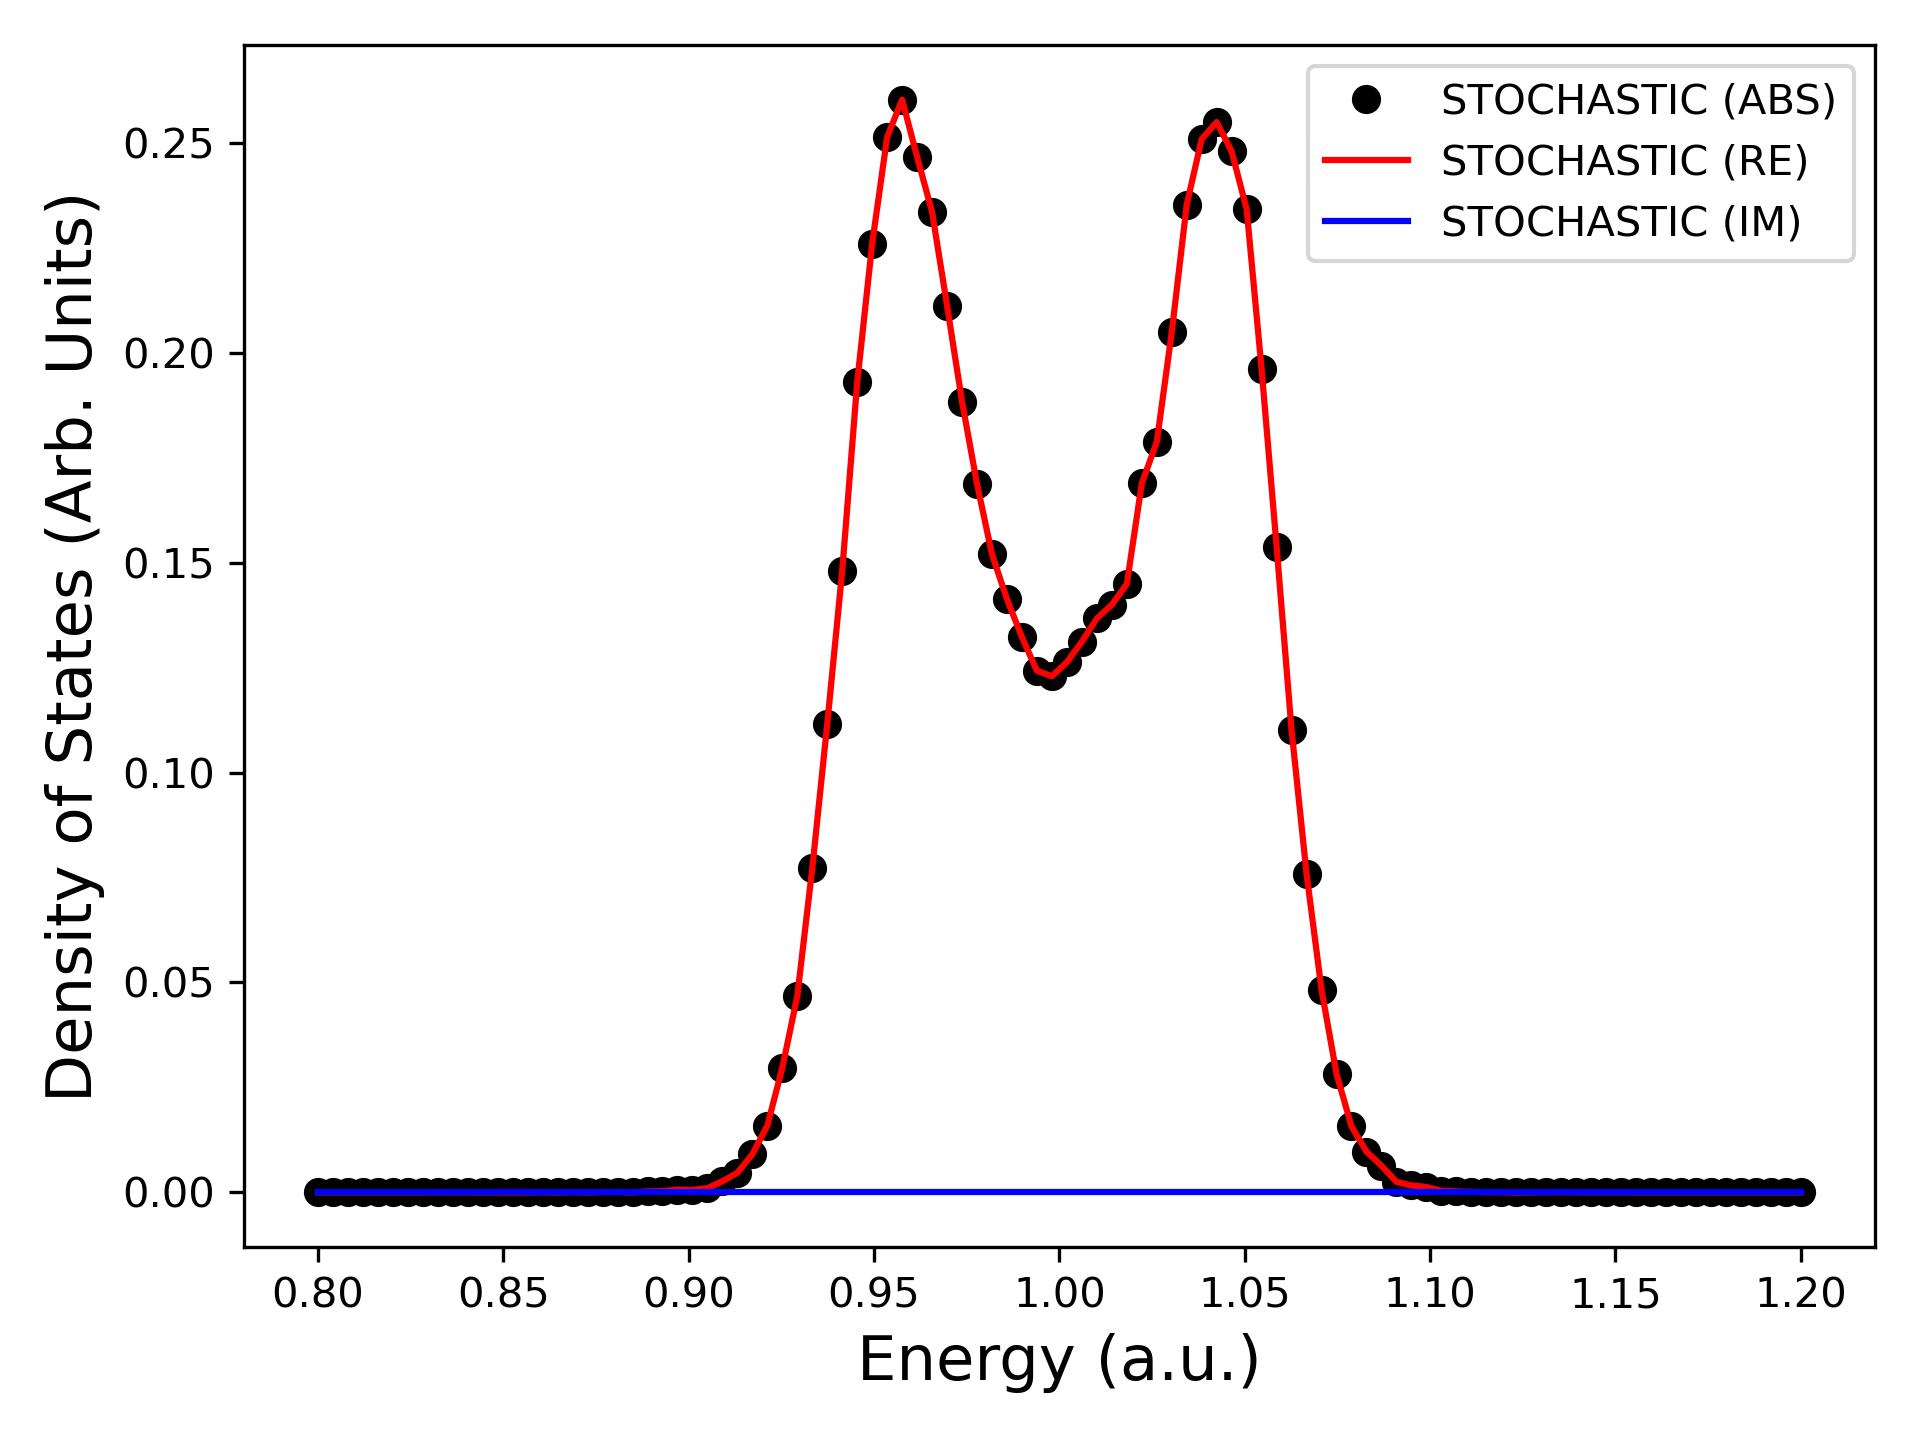 STOCHASTIC (ABS)
STOCHASTIC (RE)
STOCHASTIC (IM)
Density of States (Arb. Units)
0.25
0.20
0.15
0.10
0.05
0.00
0.80 0.85 0.90 0.95 1.00 1.05 1.10 1.15 1.20
Energy (a.u.)